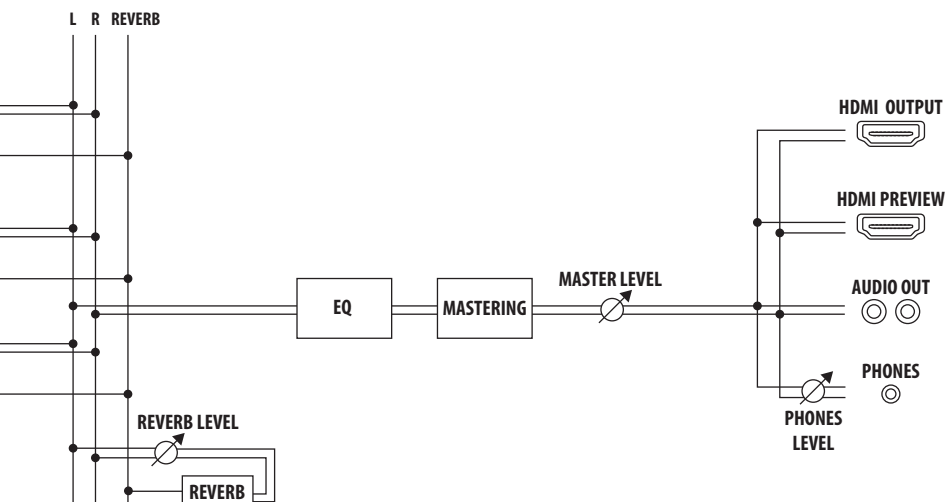 L R REVERB
HDMI OUTPUT
HDMI PREVIEW
MASTER LEVEL
AUDIO OUT
EQ
MASTERING
PHONES
PHONES
LEVEL
REVERB LEVEL
REVERB